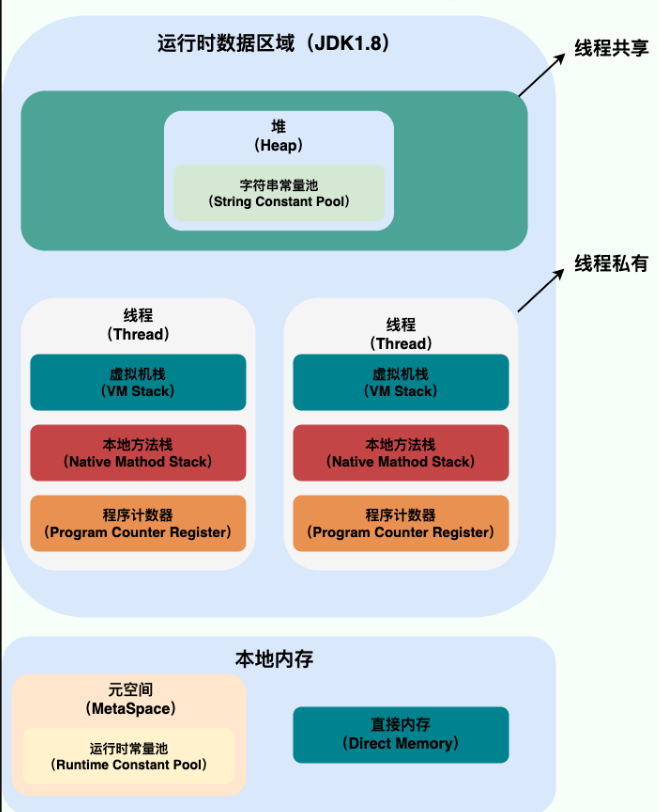 运行时数据区域（JDK1.8）
线程共享
堆
（Heap）
字符串常量池
（String Constant Pool）
线程私有
线程
（Thread）
虚拟机栈
（VM Stack）
本地方法栈
（Native Mathod Stack）
程序计数器
（Program Counter Register）
线程
（Thread）
虚拟机栈
（VM Stack）
本地方法栈
（Native Mathod Stack）
程序计数器
（Program Counter Register）
本地内存
元空间
（MetaSpace）
运行时常量池
（Runtime Constant Pool）
直接内存
（Direct Memory）